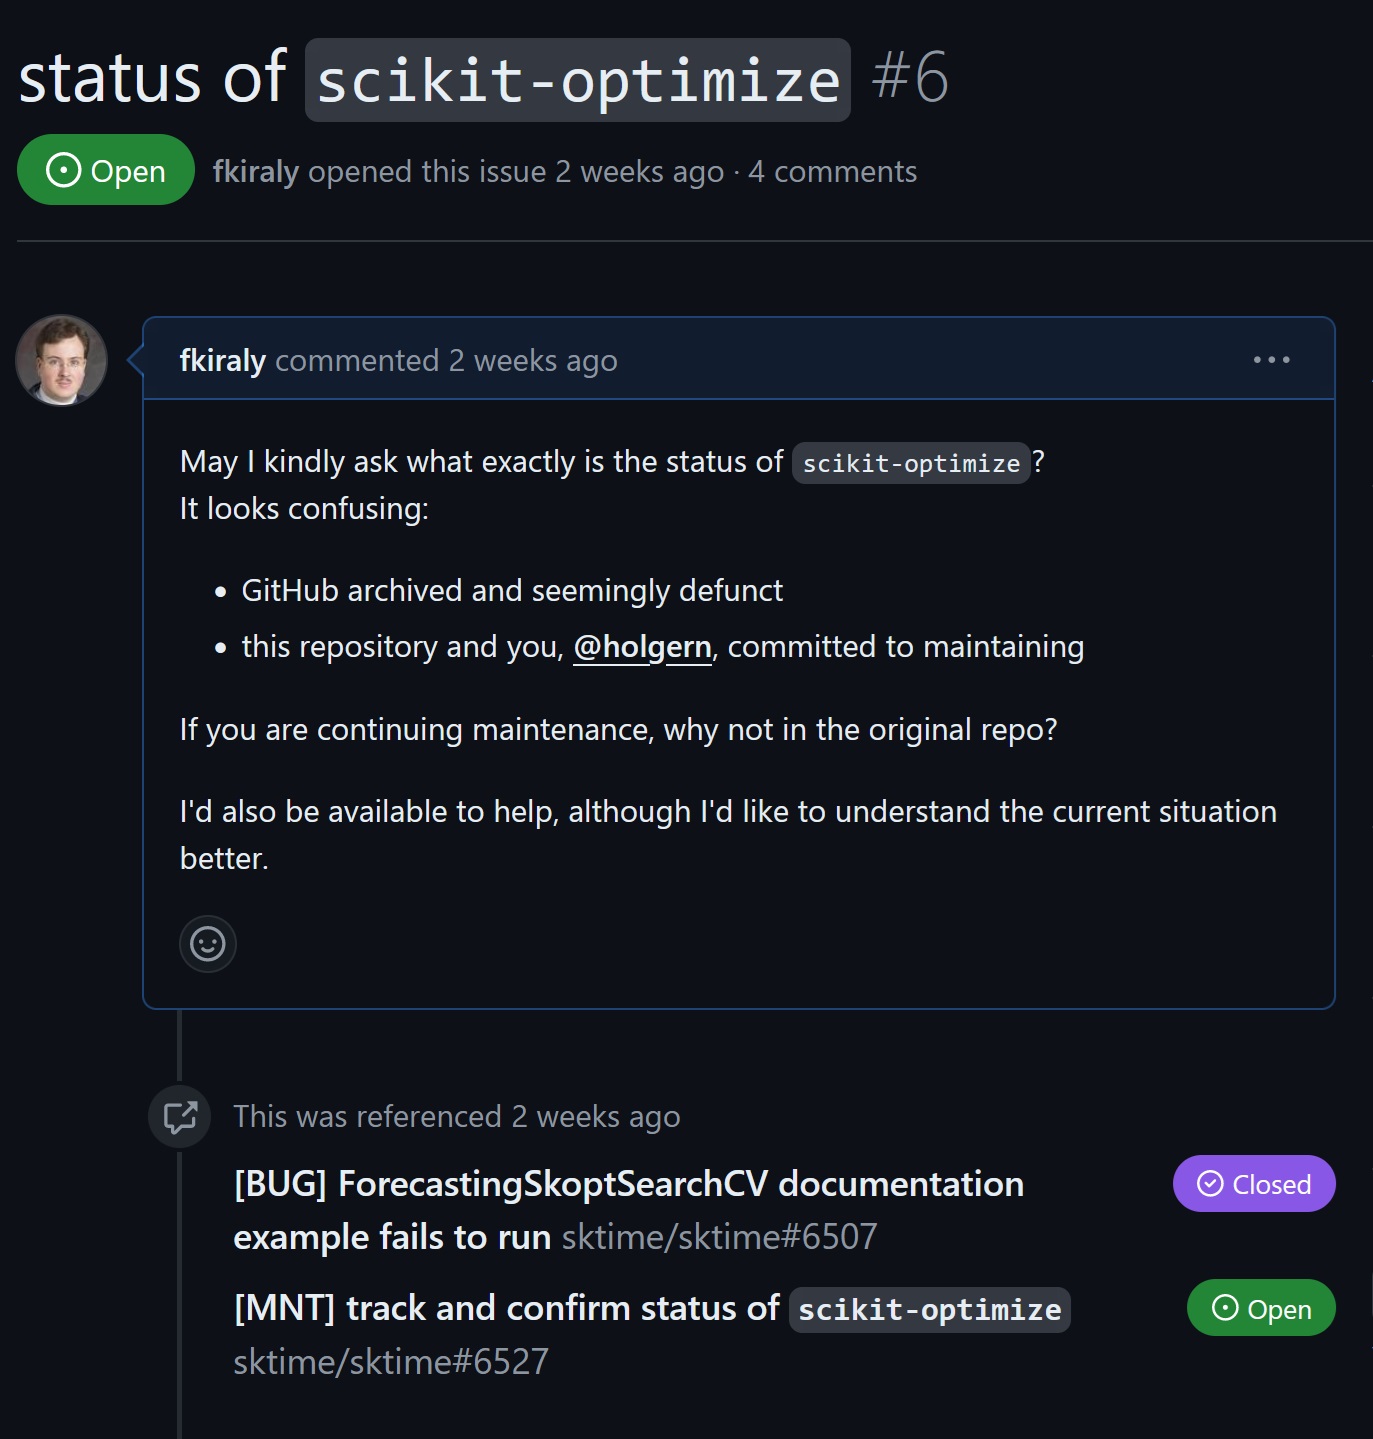 status of scikit-optimize #6
Open fkiraly opened this issue 2 weeks ago · 4 comments
fkiraly commented 2 weeks ago
May I kindly ask what exactly is the status of scikit-optimize?
It looks confusing:
• GitHub archived and seemingly defunct
• this repository and you, @holgern, committed to maintaining
If you are continuing maintenance, why not in the original repo?
I'd also be available to help, although I'd like to understand the current situation
better.
This was referenced 2 weeks ago
[BUG] ForecastingSkoptSearchCV documentation
Closed
example fails to run sktime/sktime#6507
[MNT] track and confirm status of scikit-optimize
Open
sktime/sktime#6527